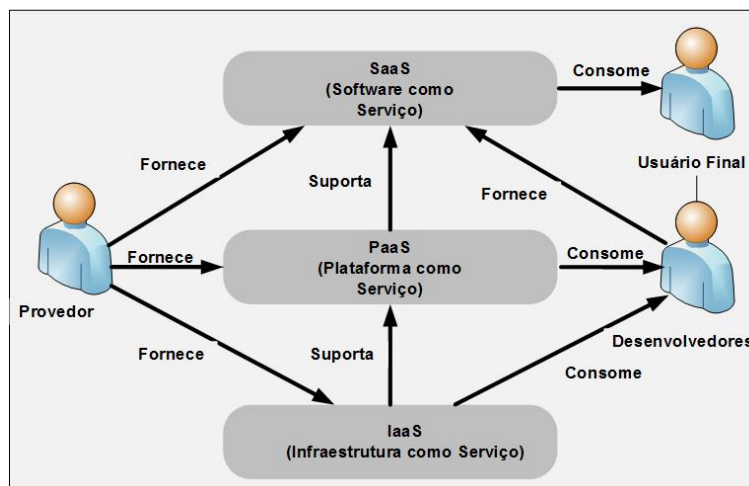 SaaS
(Software como
Serviço)
Consome
Usuário Final
Fornece
Suporta
Fornece
PaaS
(Plataforma como
Serviço)
Fornece
Consome
Provedor
Desenvolvedores
Fornece
Suporta
Consome
IaaS
(Infraestrutura como Serviço)